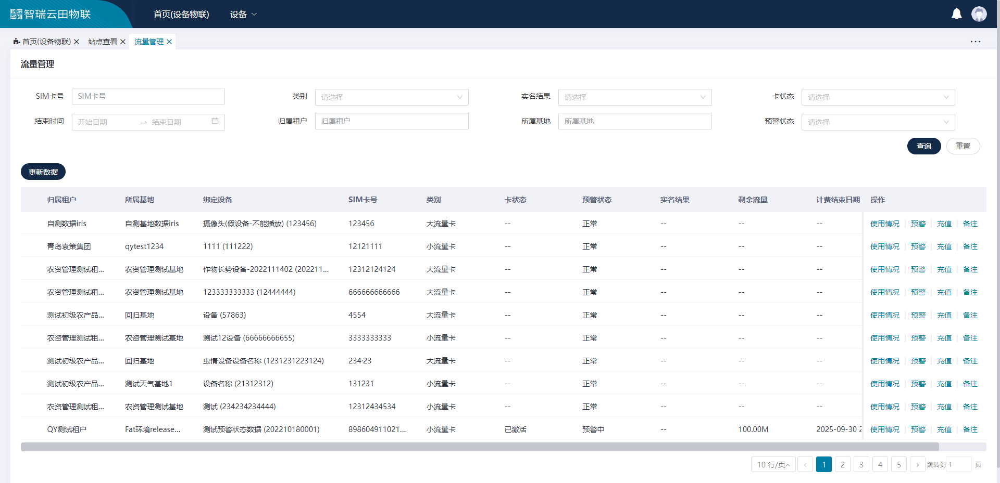 智瑞云田物联 首页(设备物联) 设备
首页(设备物联) 站点查看 流量管理 ···
流量管理
SIM卡号 SIM卡号 类别 请选择 实名结果 请选择 卡状态 请选择
结束时间 开始日期 → 结束日期 归属租户 归属租户 所属基地 所属基地 预警状态 请选择
查询 重置
更新数据
归属租户 所属基地 绑定设备 SIM卡号 类别 卡状态 预警状态 实名结果 剩余流量 计费结束日期 操作
自测数据iris 自测基地数据iris 摄像头(假设备-不能播放) (123456) 123456 大流量卡 -- 正常 -- -- -- 使用情况 预警 充值 备注
青岛袁策集团 qytest1234 1111 (111222) 12121111 小流量卡 -- 正常 -- -- -- 使用情况 预警 充值 备注
农资管理测试租... 农资管理测试基地 作物长势设备-2022111402 (202211... 12312124124 大流量卡 -- 正常 -- -- -- 使用情况 预警 充值 备注
农资管理测试租... 农资管理测试基地 123333333333 (12444444) 666666666666 大流量卡 -- 正常 -- -- -- 使用情况 预警 充值 备注
测试初级农产品... 回归基地 设备 (57863) 4554 大流量卡 -- 正常 -- -- -- 使用情况 预警 充值 备注
农资管理测试租... 农资管理测试基地 测试12设备 (66666666655) 3333333333 小流量卡 -- 正常 -- -- -- 使用情况 预警 充值 备注
测试初级农产品... 回归基地 虫情设备设备名称 (1231231223124) 234·23 大流量卡 -- 正常 -- -- -- 使用情况 预警 充值 备注
测试初级农产品... 测试天气基地1 设备名称 (21312312) 131231 小流量卡 -- 正常 -- -- -- 使用情况 预警 充值 备注
农资管理测试租... 农资管理测试基地 测试 (234234234444) 12312434534 小流量卡 -- 正常 -- -- -- 使用情况 预警 充值 备注
QY测试租户 Fat环境release... 测试预警状态数据 (202210180001) 898604911021... 小流量卡 已激活 预警中 -- 100.00M 2025-09-30 使用情况 预警 充值 备注
10 行/页 1 2 3 4 5 跳转到 1 页